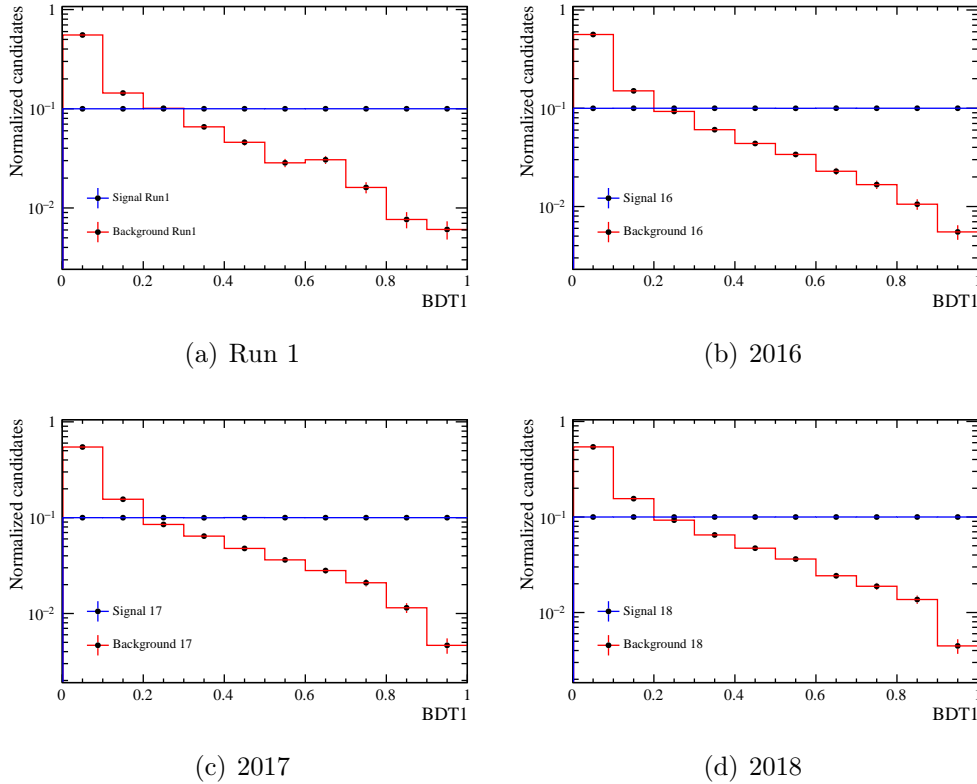 Normalized candidates
1
10⁻¹
10⁻²
Signal Run1
Background Run1
0 0.2 0.4 0.6 0.8 1
BDT1
(a) Run 1
Normalized candidates
1
10⁻¹
10⁻²
Signal 16
Background 16
0 0.2 0.4 0.6 0.8 1
BDT1
(b) 2016
Normalized candidates
1
10⁻¹
10⁻²
Signal 17
Background 17
0 0.2 0.4 0.6 0.8 1
BDT1
(c) 2017
Normalized candidates
1
10⁻¹
10⁻²
Signal 18
Background 18
0 0.2 0.4 0.6 0.8 1
BDT1
(d) 2018